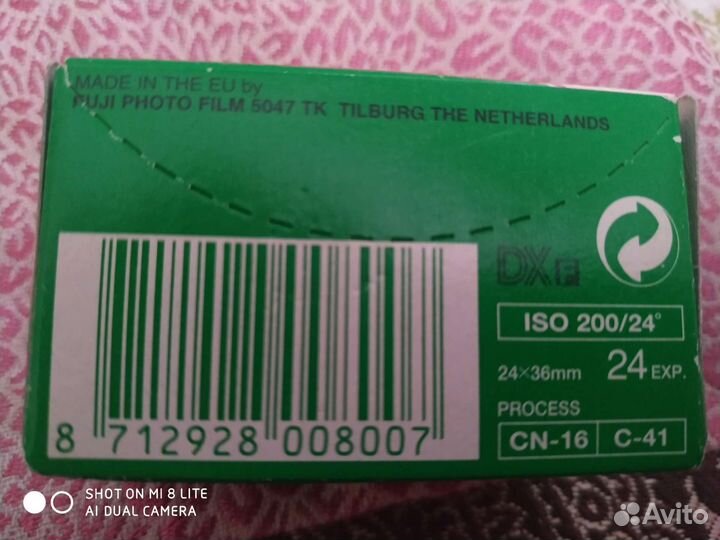 MADE IN THE EU by
FUJI PHOTO FILM 5047 TK TILBURG THE NETHERLANDS
DX F
ISO 200/24°
24×36mm 24 EXP.
PROCESS
CN-16 C-41
8 712928 008007
SHOT ON MI 8 LITE
AI DUAL CAMERA
Avito